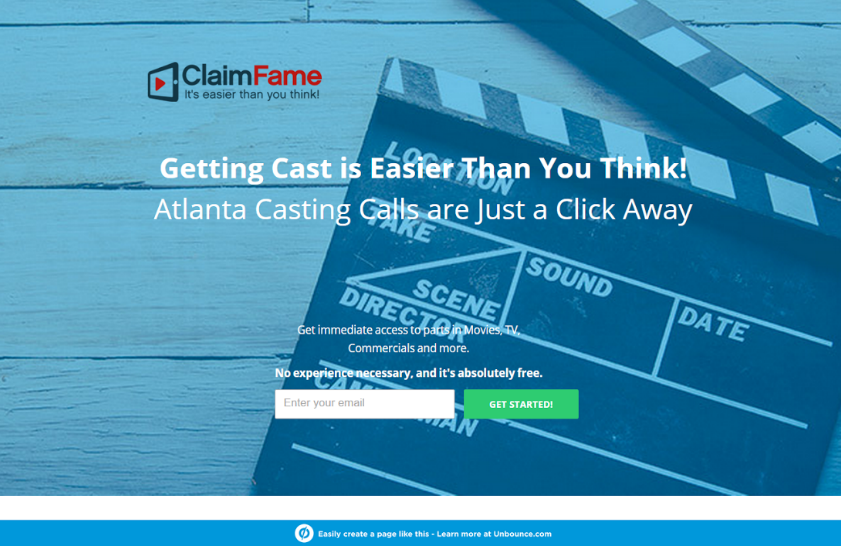 ClaimFame
It's easier than you think!
Getting Cast is Easier Than You Think!
Atlanta Casting Calls are Just a Click Away
LOCATION
TAKE
SOUND
SCENE
DATE
DIRECTOR
Get immediate access to parts in Movies, TV,
Commercials and more.
No experience necessary, and it's absolutely free.
Enter your email
GET STARTED!
Easily create a page like this - Learn more at Unbounce.com